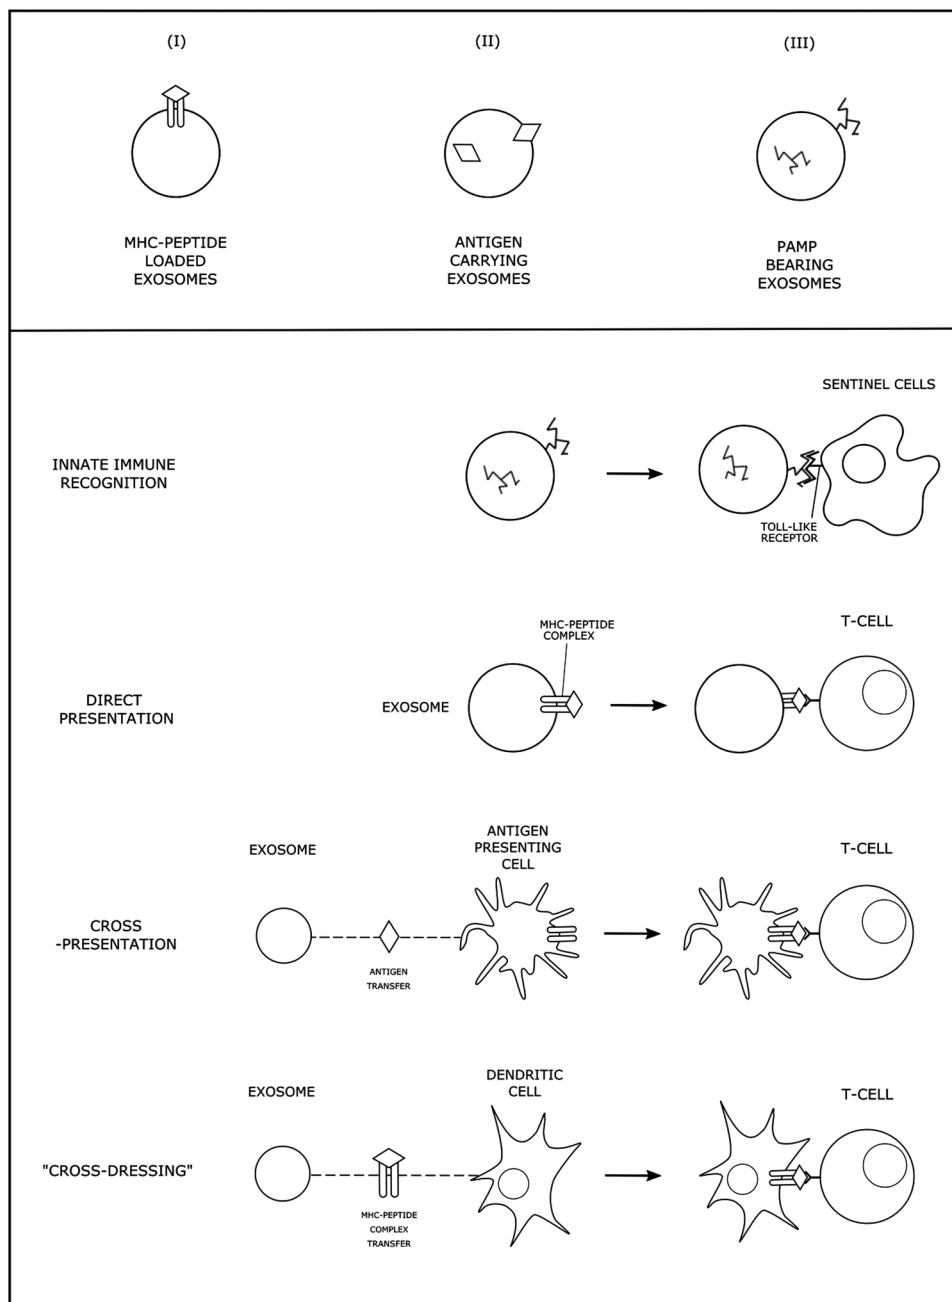 (I)
(II)
(III)
MHC-PEPTIDE
LOADED
EXOSOMES
ANTIGEN
CARRYING
EXOSOMES
PAMP
BEARING
EXOSOMES
SENTINEL CELLS
INNATE IMMUNE
RECOGNITION
TOLL-LIKE
RECEPTOR
MHC-PEPTIDE
COMPLEX
T-CELL
DIRECT
PRESENTATION
EXOSOME
EXOSOME
ANTIGEN
PRESENTING
CELL
T-CELL
CROSS
-PRESENTATION
ANTIGEN
TRANSFER
EXOSOME
DENDRITIC
CELL
T-CELL
"CROSS-DRESSING"
MHC-PEPTIDE
COMPLEX
TRANSFER